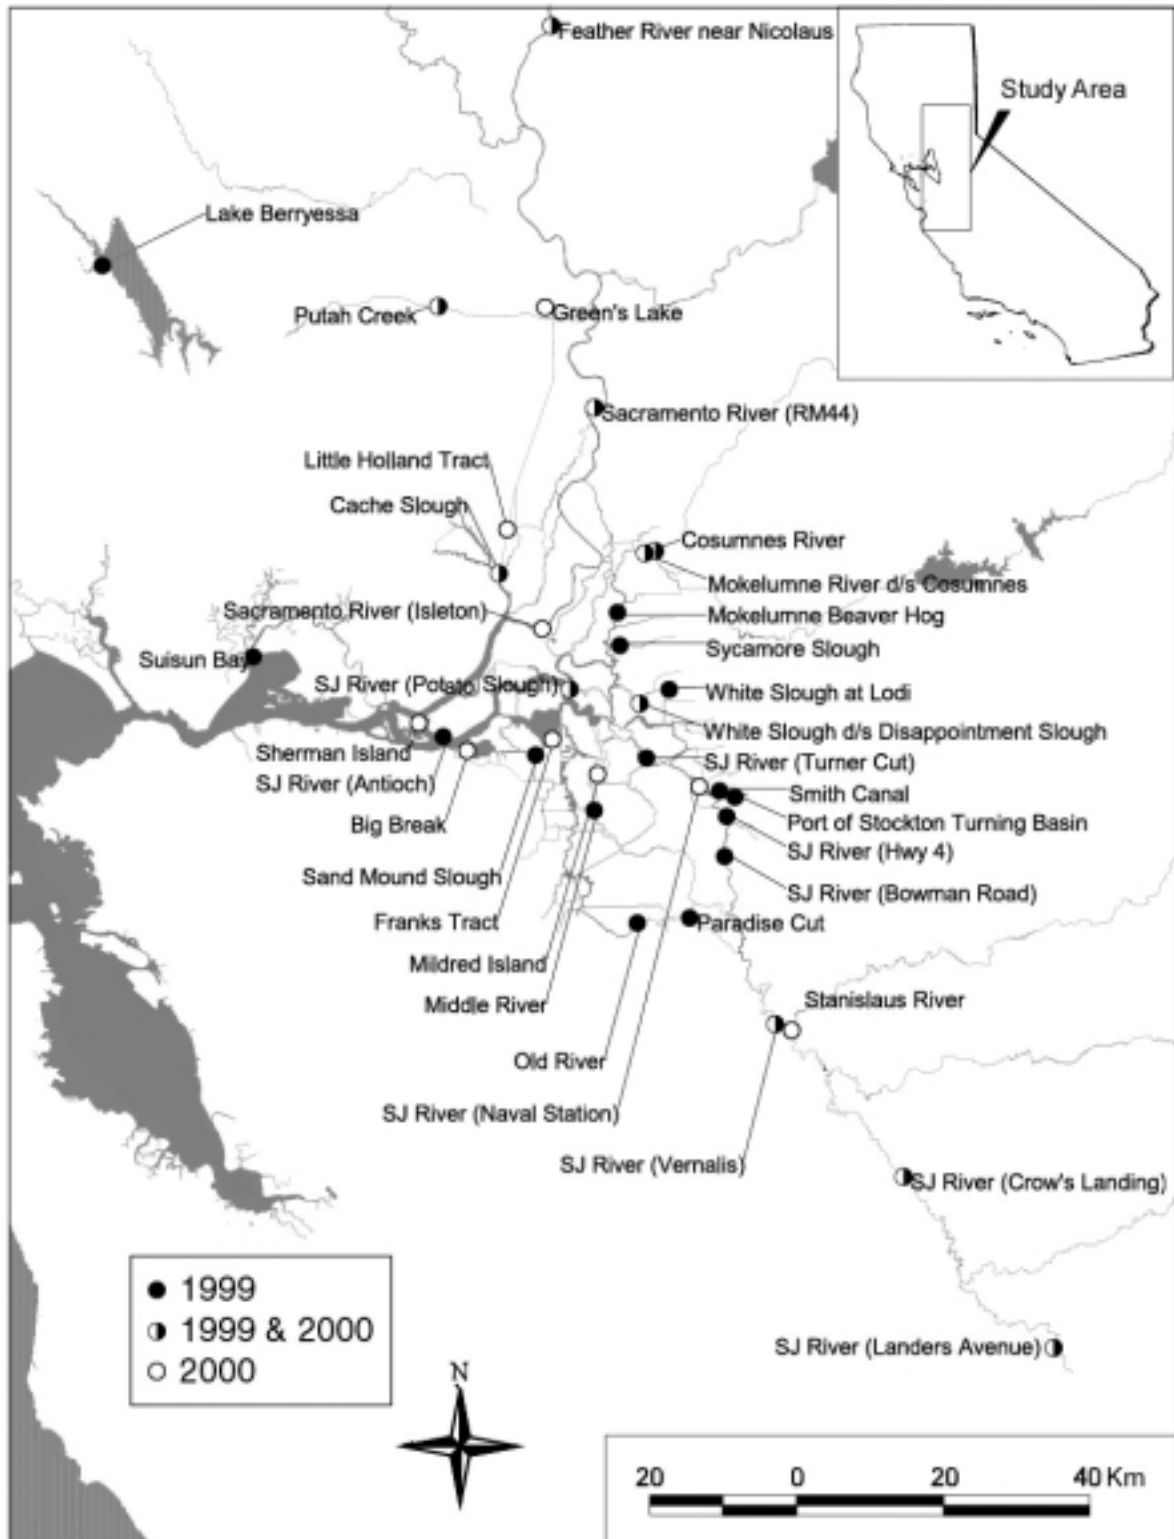 Feather River near Nicolaus
Study Area
Lake Berryessa
Putah Creek
Green's Lake
Sacramento River (RM44)
Little Holland Tract
Cache Slough
Cosumnes River
Mokelumne River d/s Cosumnes
Sacramento River (Isleton)
Mokelumne Beaver Hog
Suisun Bay
Sycamore Slough
SJ River (Potato Slough)
White Slough at Lodi
White Slough d/s Disappointment Slough
Sherman Island
SJ River (Turner Cut)
SJ River (Antioch)
Smith Canal
Big Break
Port of Stockton Turning Basin
SJ River (Hwy 4)
Sand Mound Slough
SJ River (Bowman Road)
Franks Tract
Paradise Cut
Mildred Island
Middle River
Stanislaus River
Old River
SJ River (Naval Station)
SJ River (Vernalis)
SJ River (Crow's Landing)
1999
1999 & 2000
2000
SJ River (Landers Avenue)
N
20 0 20 40 Km